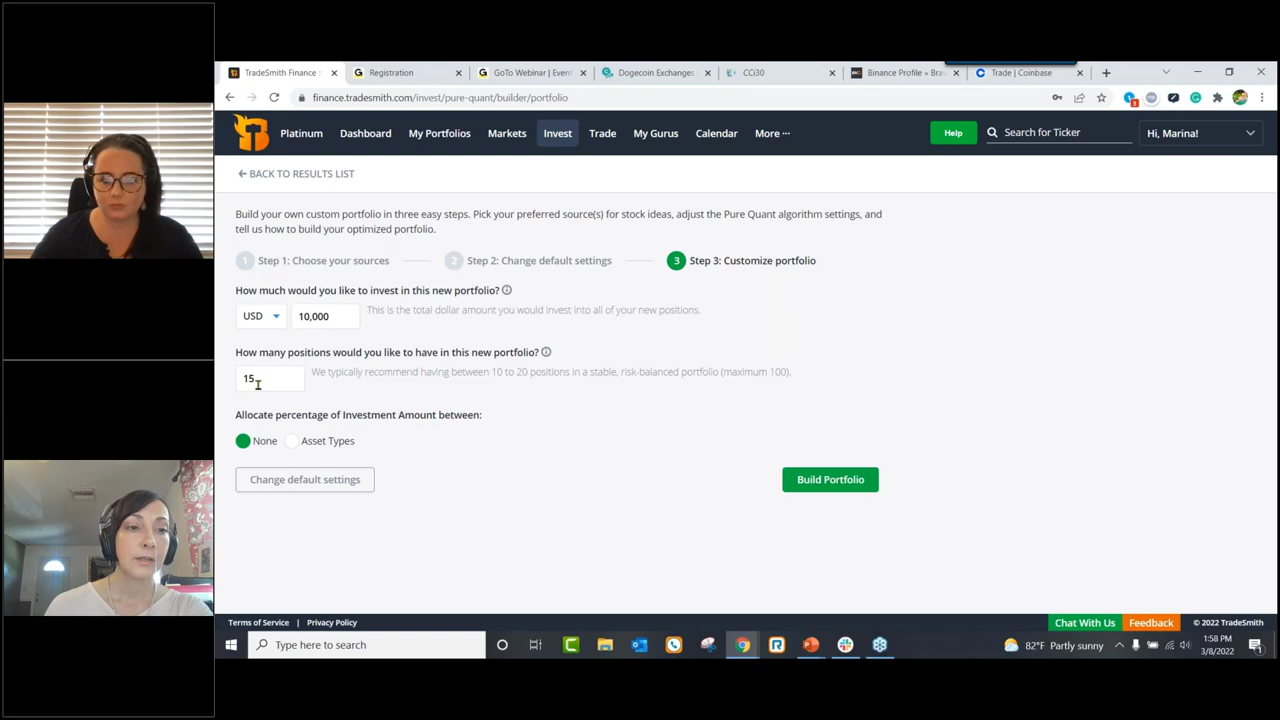 TradeSmith Finance ::
Registration
GoTo Webinar | Event
Dogecoin Exchanges
CCi30
Binance Profile » Brav
Trade | Coinbase
finance.tradesmith.com/invest/pure-quant/builder/portfolio
Platinum
Dashboard
My Portfolios
Markets
Invest
Trade
My Gurus
Calendar
More ···
Help
Search for Ticker
Hi, Marina!
BACK TO RESULTS LIST
Build your own custom portfolio in three easy steps. Pick your preferred source(s) for stock ideas, adjust the Pure Quant algorithm settings, and
tell us how to build your optimized portfolio.
1 Step 1: Choose your sources
2 Step 2: Change default settings
3 Step 3: Customize portfolio
How much would you like to invest in this new portfolio?
USD 10,000 This is the total dollar amount you would invest into all of your new positions.
How many positions would you like to have in this new portfolio?
15 We typically recommend having between 10 to 20 positions in a stable, risk-balanced portfolio (maximum 100).
Allocate percentage of Investment Amount between:
None Asset Types
Change default settings
Build Portfolio
Terms of Service | Privacy Policy
Chat With Us
Feedback
© 2022 TradeSmith
Type here to search
82°F Partly sunny
1:58 PM
3/8/2022